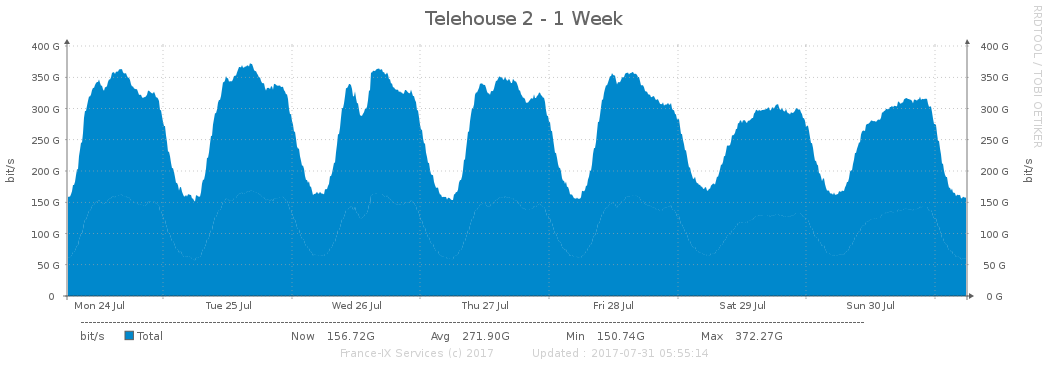 Telehouse 2 - 1 Week
RRDTOOL / TOBI OETIKER
400 G 400 G
350 G 350 G
300 G 300 G
250 G 250 G
200 G 200 G
150 G 150 G
100 G 100 G
50 G 50 G
0 0 G
bit/s
bit/s
Mon 24 Jul Tue 25 Jul Wed 26 Jul Thu 27 Jul Fri 28 Jul Sat 29 Jul Sun 30 Jul
bit/s Total Now 156.72G Avg 271.90G Min 150.74G Max 372.27G
France-IX Services (c) 2017 Updated : 2017-07-31 05:55:14